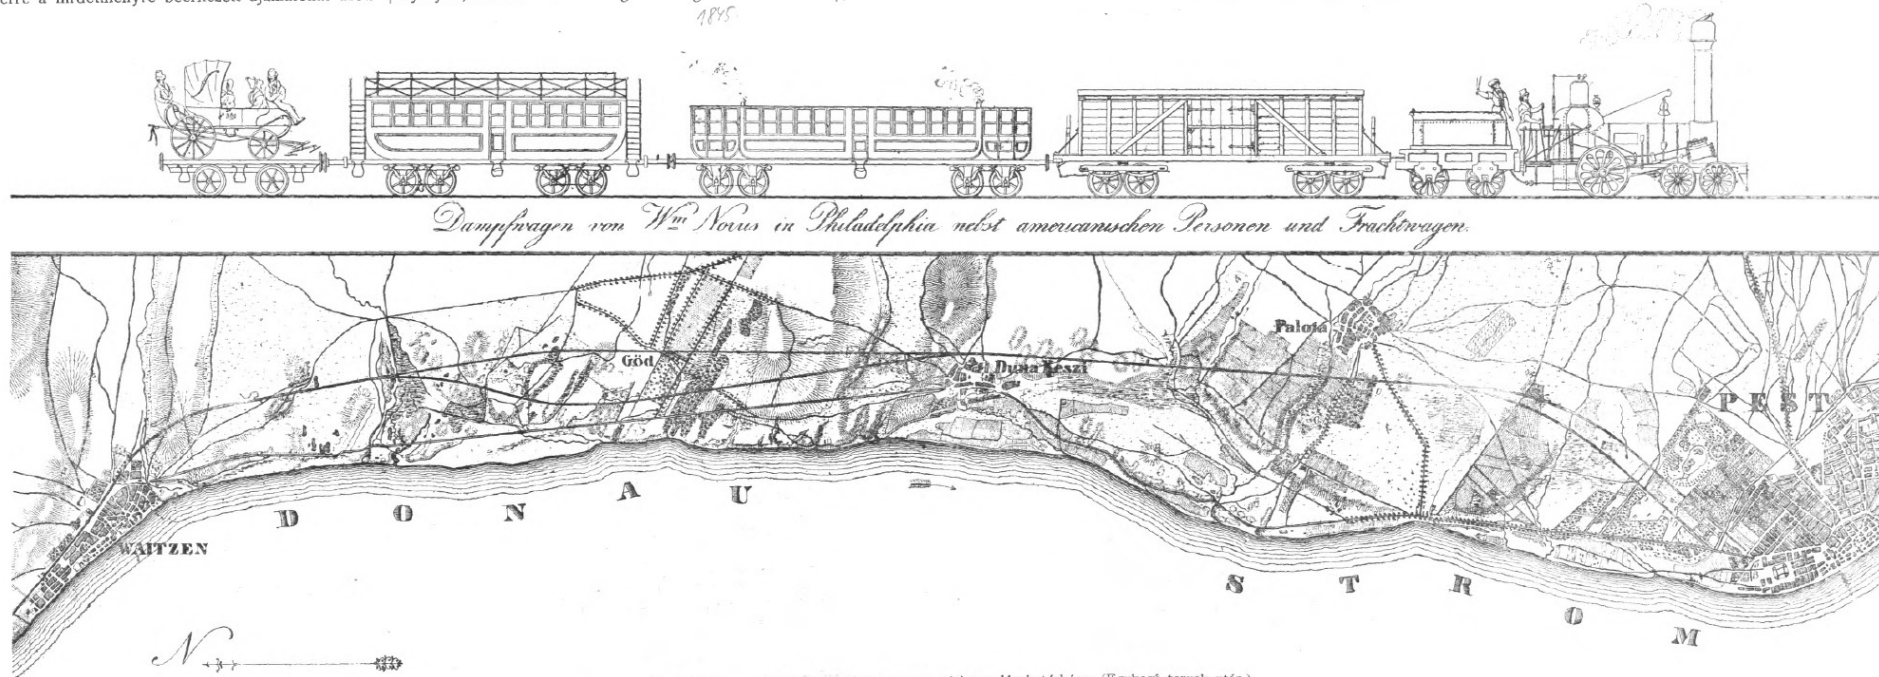 1845.
Dampfwagen von Wm Norris in Philadelphia nebst americanischen Personen und Frachtwagen.
Palota
Göd
Duna Keszi
PEST
DONAU
WAITZEN
STROM
N